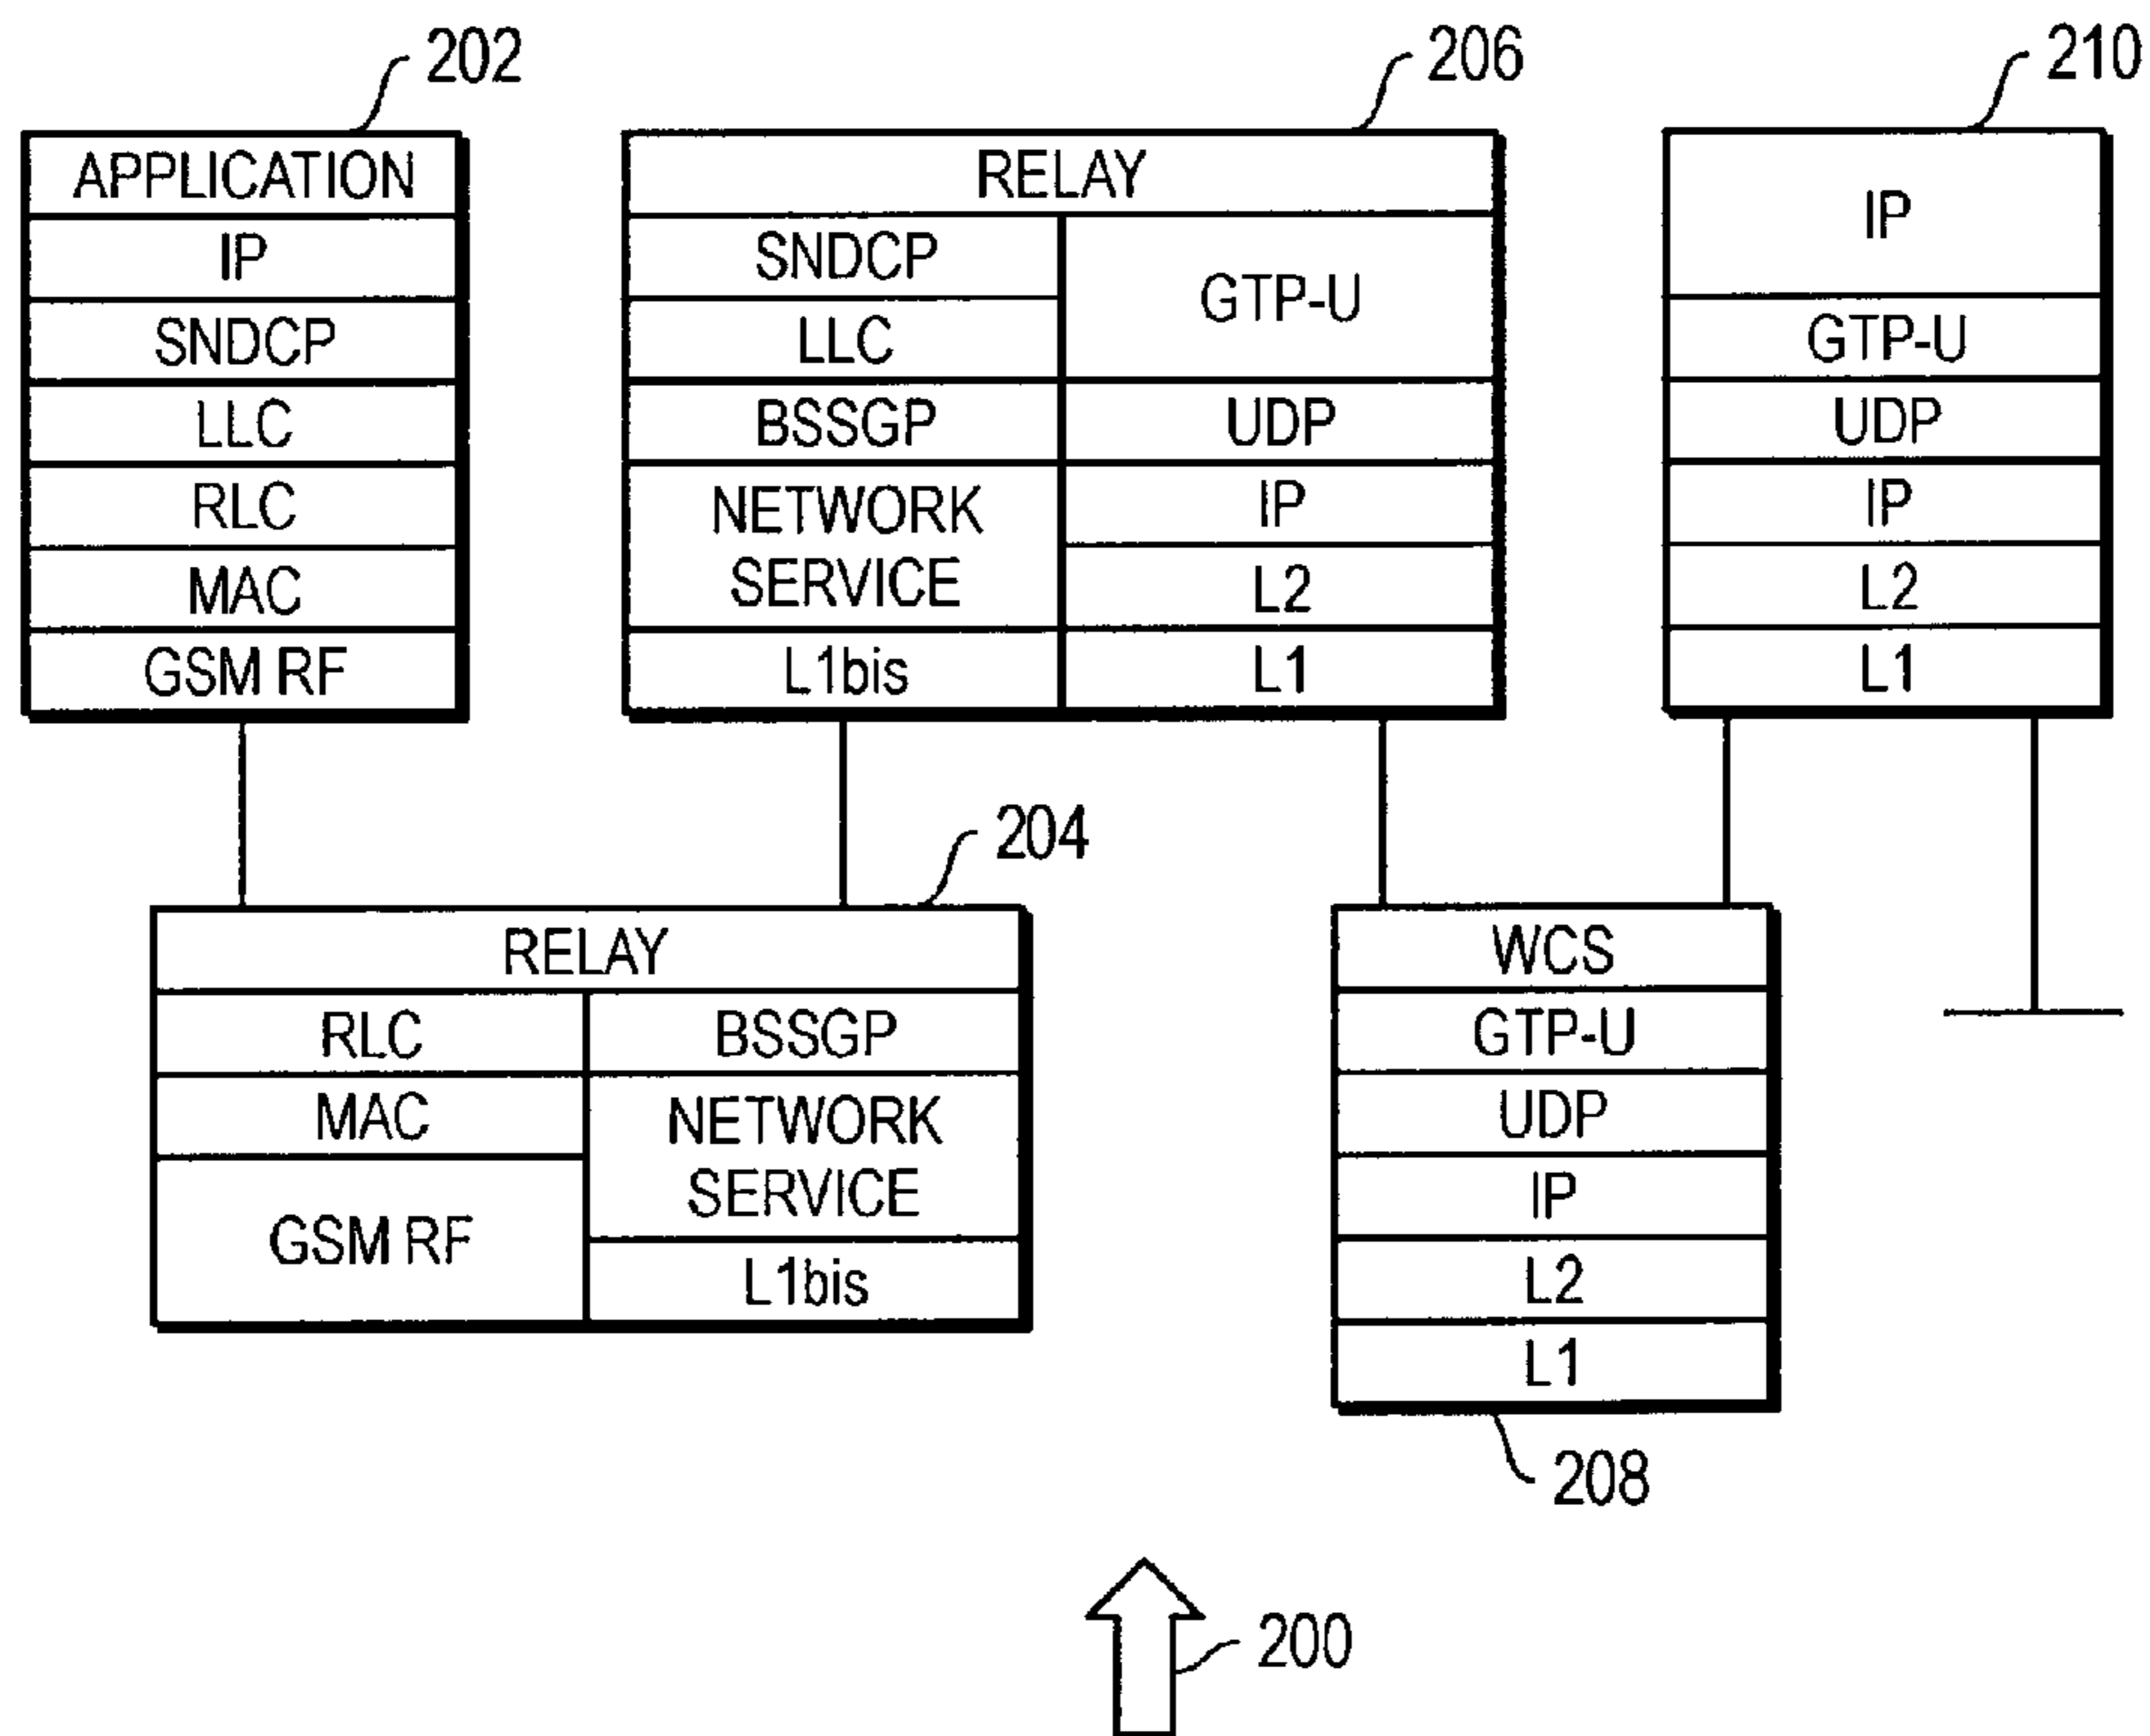 202
APPLICATION
IP
SNDCP
LLC
RLC
MAC
GSM RF
206
RELAY
SNDCP
LLC
BSSGP
NETWORK
SERVICE
L1bis
GTP-U
UDP
IP
L2
L1
210
IP
GTP-U
UDP
IP
L2
L1
204
RELAY
RLC
MAC
GSM RF
BSSGP
NETWORK
SERVICE
L1bis
WCS
GTP-U
UDP
IP
L2
L1
208
200